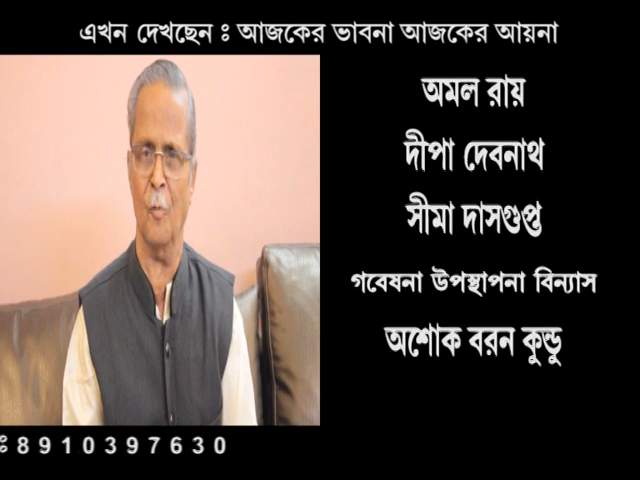 এখন দেখছেন ঃ আজকের ভাবনা আজকের আয়না
অমল রায়
দীপা দেবনাথ
সীমা দাসগুপ্ত
গবেষনা উপস্থাপনা বিন্যাস
অশোক বরন কুন্ডু
ঃ 8910397630